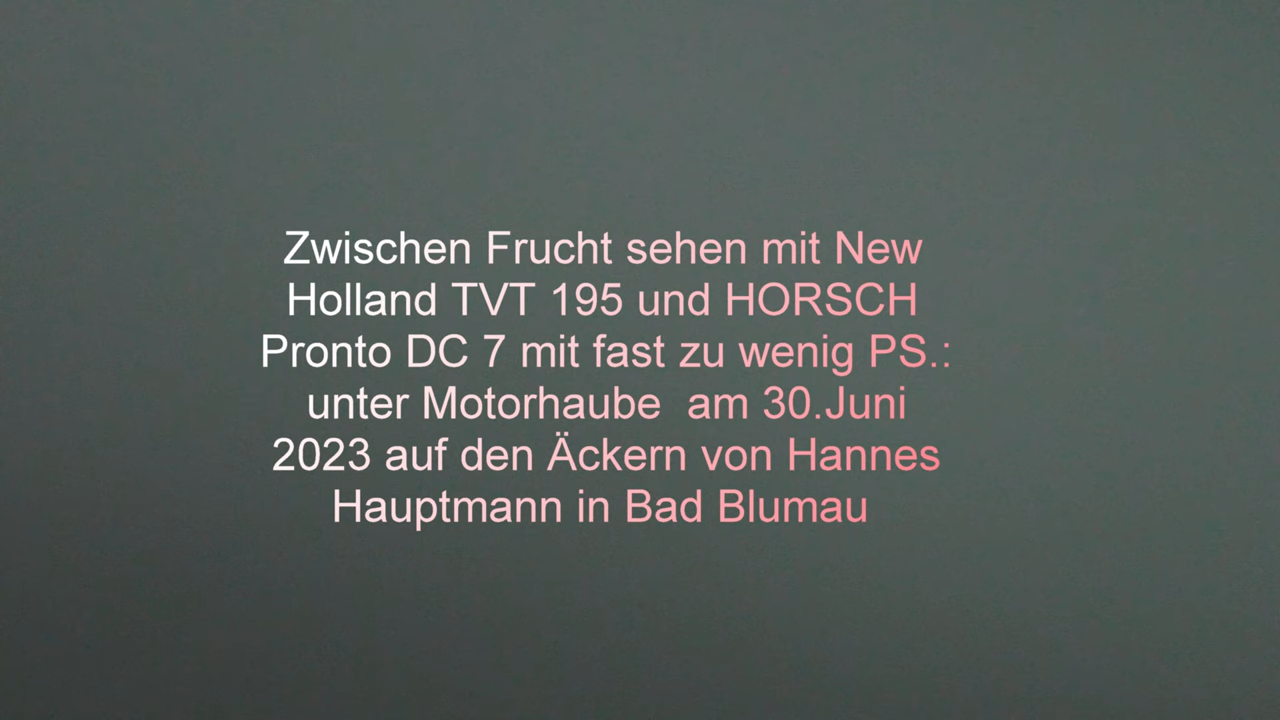 Zwischen Frucht sehen mit New
Holland TVT 195 und HORSCH
Pronto DC 7 mit fast zu wenig PS.:
unter Motorhaube  am 30.Juni
2023 auf den Äckern von Hannes
Hauptmann in Bad Blumau